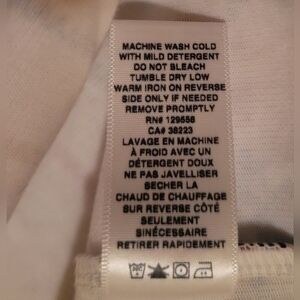 MACHINE WASH COLD
WITH MILD DETERGENT
DO NOT BLEACH
TUMBLE DRY LOW
WARM IRON ON REVERSE
SIDE ONLY IF NEEDED
REMOVE PROMPTLY
RN# 129558
CA# 38223
LAVAGE EN MACHINE
À FROID AVEC UN
DÉTERGENT DOUX
NE PAS JAVELLISER
SECHER LA
CHAUD DE CHAUFFAGE
SUR REVERSE CÔTÉ
SEULEMENT
SINÉCESSAIRE
RETIRER RAPIDEMENT